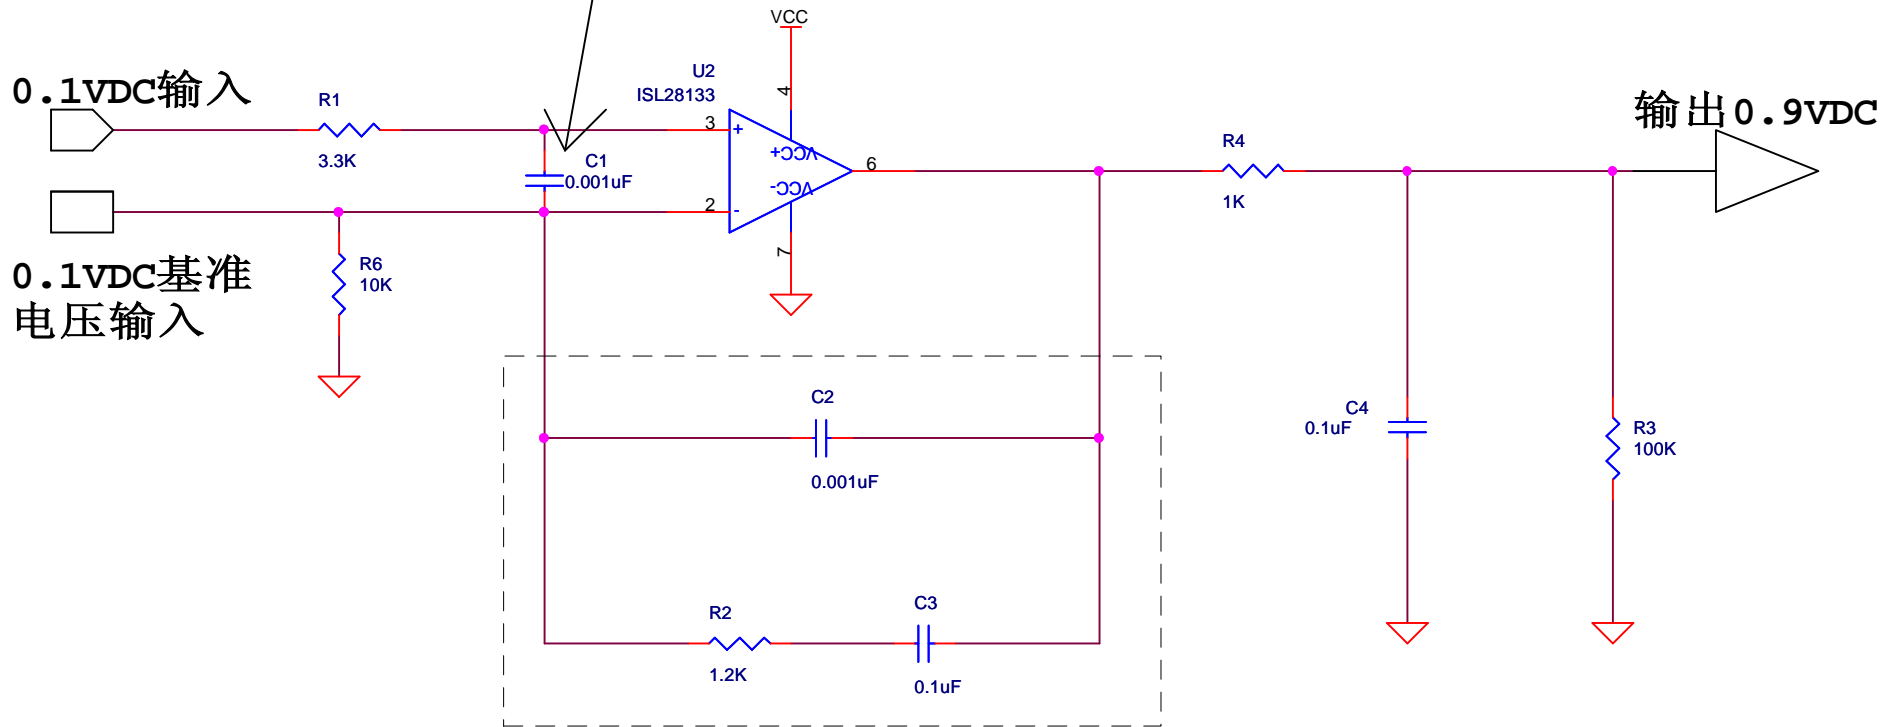 VCC
0.1VDC输入
U2
ISL28133
R1
3.3K
4
3
+
VCC+
C1
0.001uF
VCC-
2
-
6
7
R4
1K
输出0.9VDC
0.1VDC基准
电压输入
R6
10K
C2
0.001uF
C4
0.1uF
R3
100K
R2
1.2K
C3
0.1uF